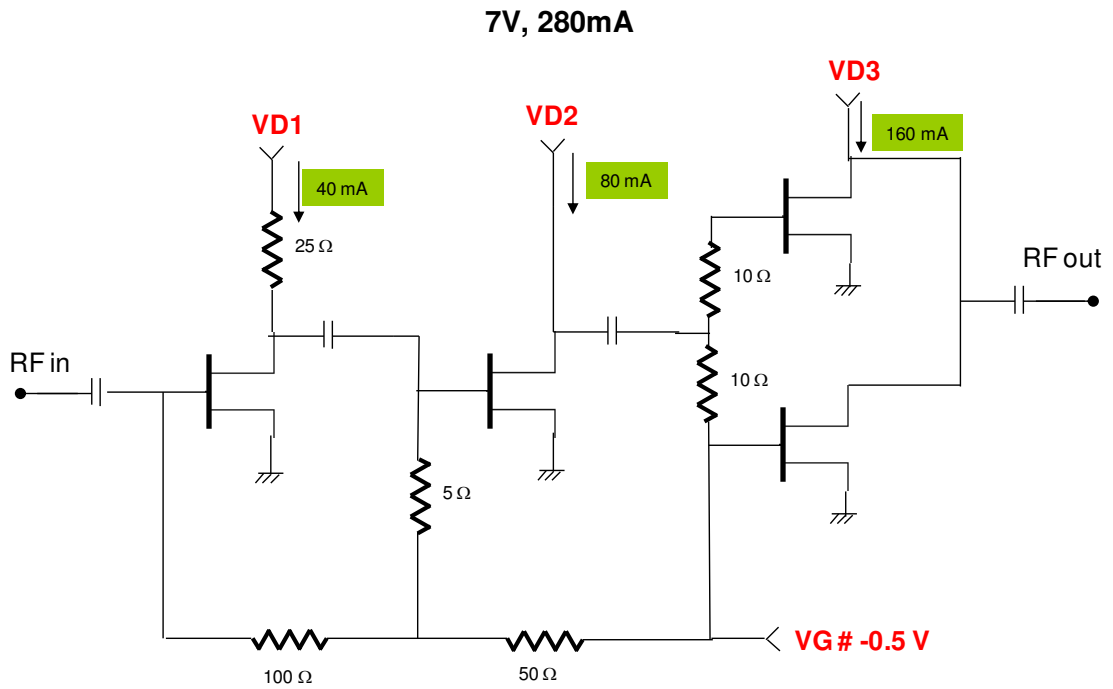 7V, 280mA
VD3
VD1
VD2
160 mA
40 mA
80 mA
25 Ω
RF out
10 Ω
RF in
10 Ω
5 Ω
VG # -0.5 V
100 Ω
50 Ω